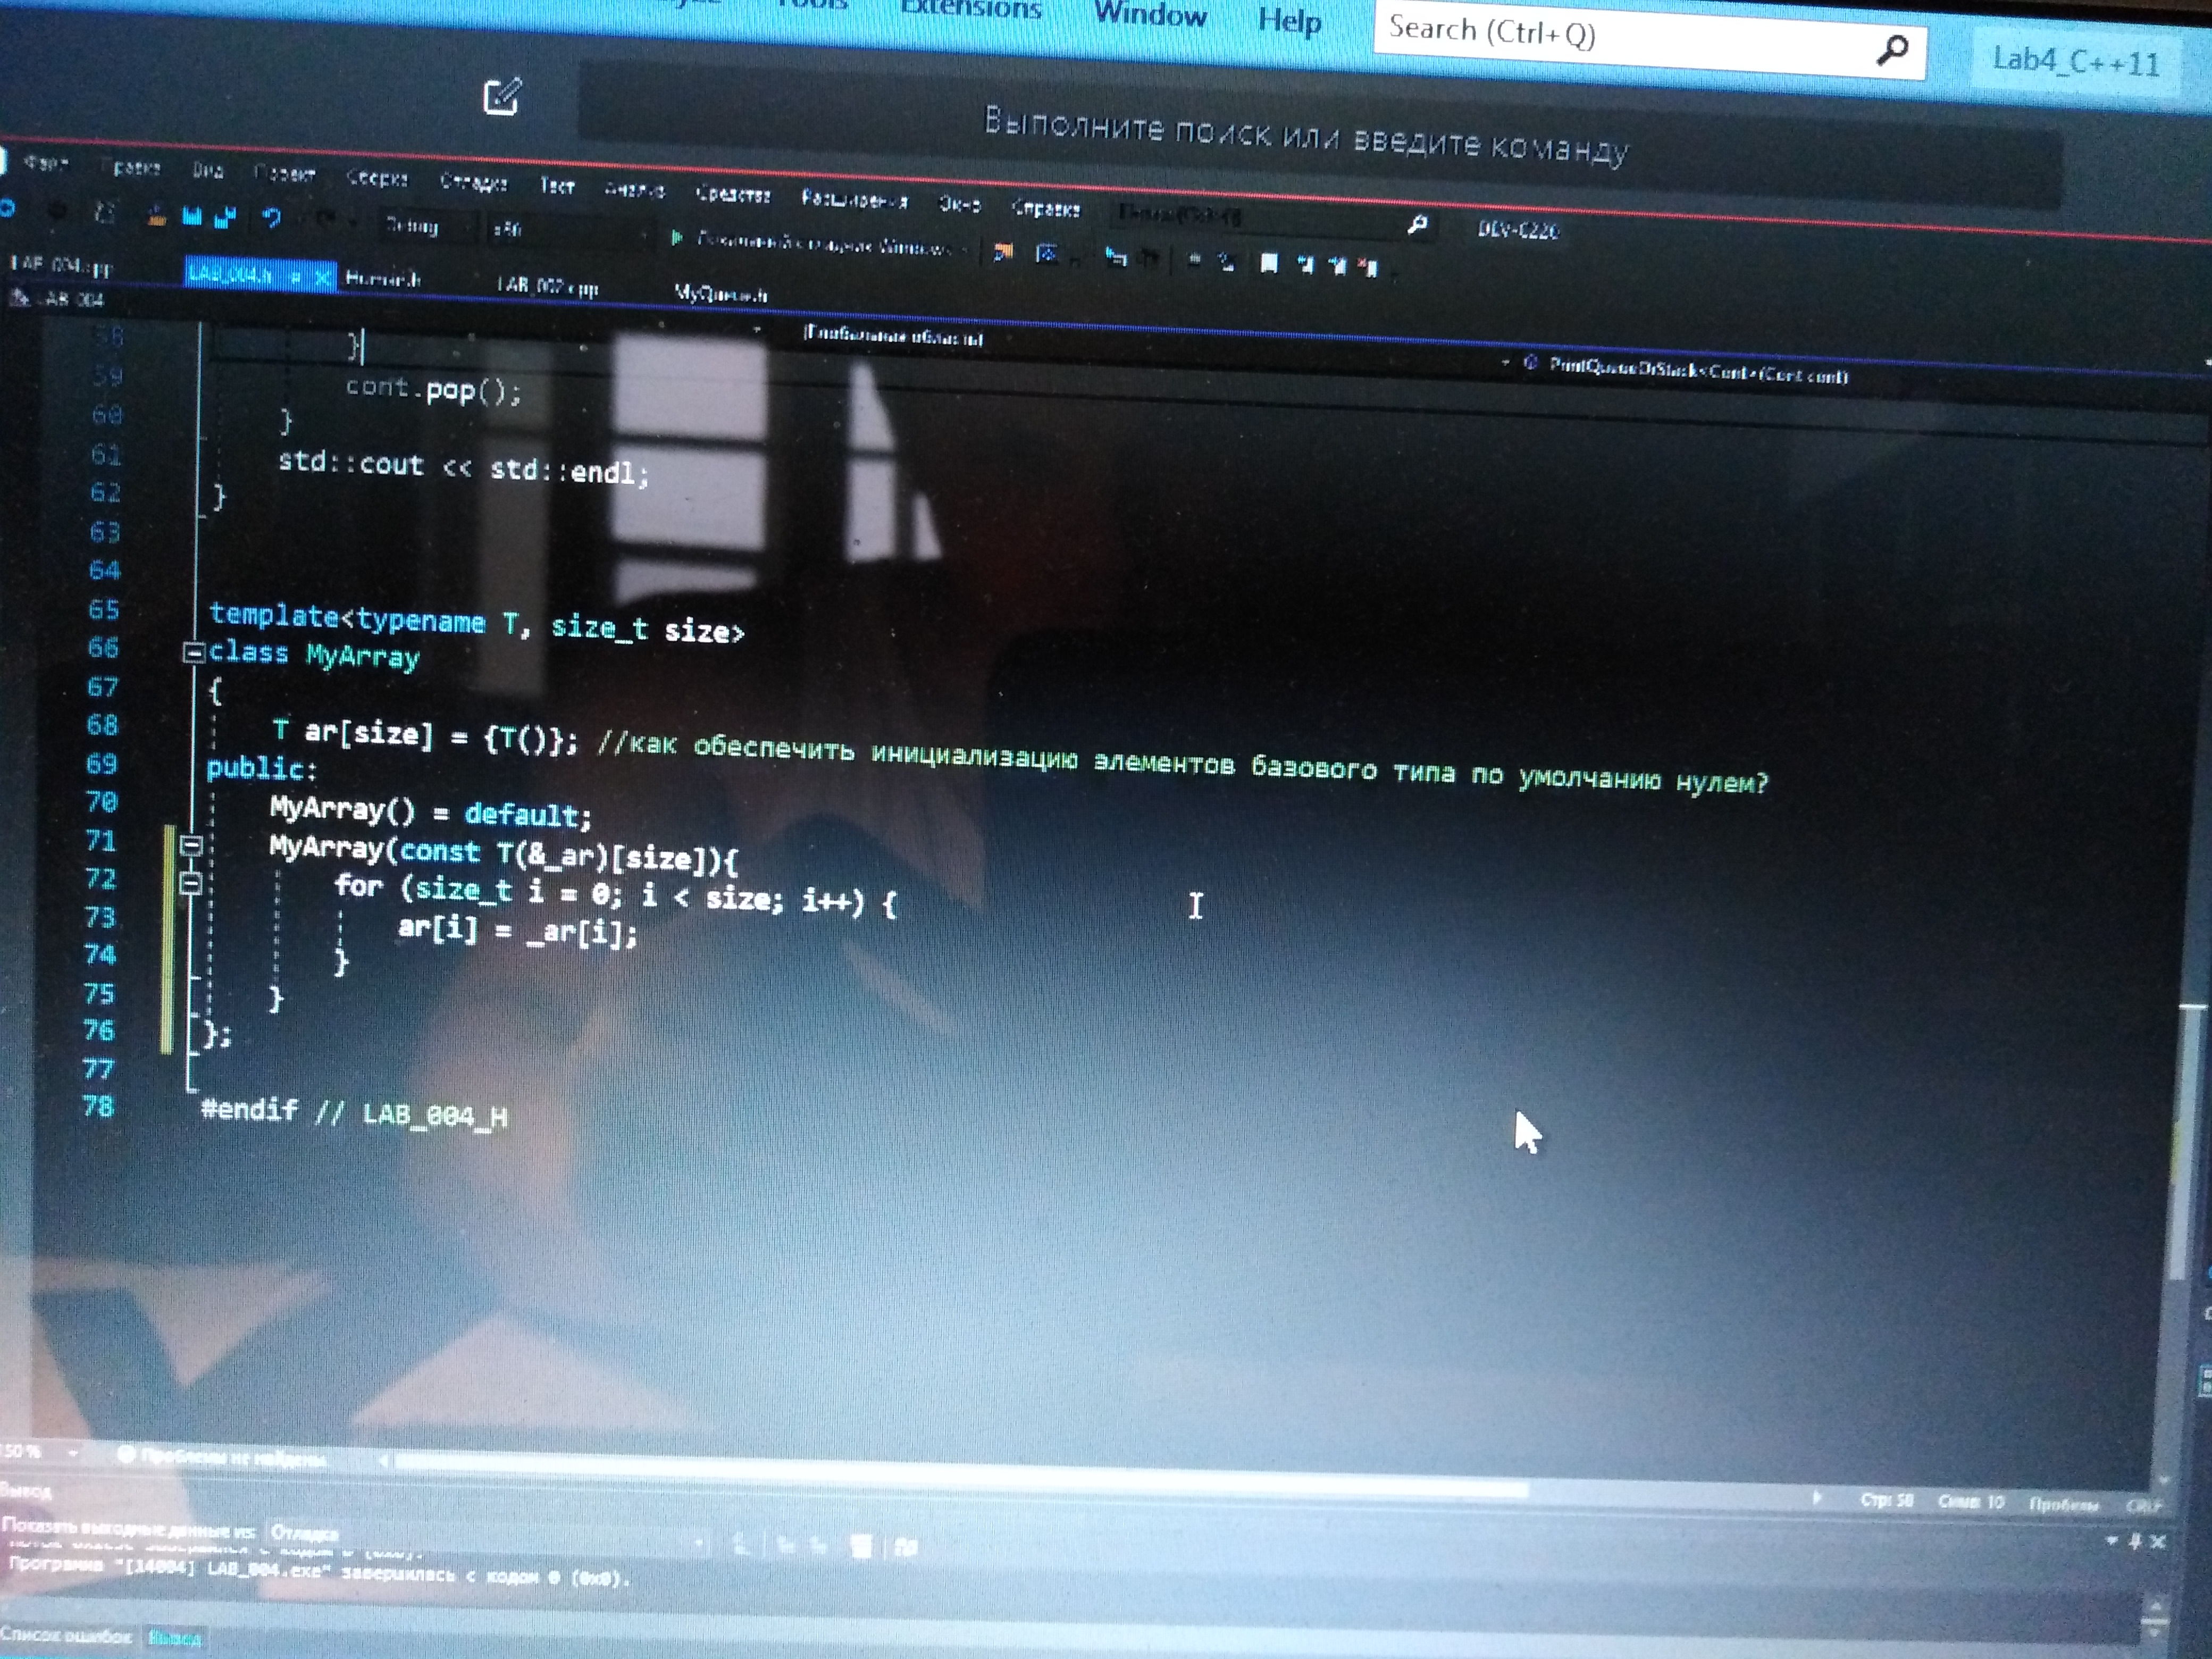 Tools Extensions Window Help Search (Ctrl+Q) Lab4_C++11
Выполните поиск или введите команду
Файл Правка Вид Проект Сборка Отладка Тест Анализ Средства Расширения Окно Справка
Debug x86 DEV-C220
LAB_004.cpp LAB_004.h Human.h LAB_002.cpp MyQueue.h
LAB_004 (Глобальная область) PrintQueueOrStack<Cont>(Cont cont)
58 }
59 cont.pop();
60 }
61 std::cout << std::endl;
62 }
63
64
65 template<typename T, size_t size>
66 class MyArray
67 {
68 T ar[size] = {T()}; //как обеспечить инициализацию элементов базового типа по умолчанию нулем?
69 public:
70 MyArray() = default;
71 MyArray(const T(&_ar)[size]){
72 for (size_t i = 0; i < size; i++) {
73 ar[i] = _ar[i];
74 }
75 }
76 };
77
78 #endif // LAB_004_H
50 % Проблемы не найдены Стр: 58 Симв: 10 Пробелы CRLF
Вывод
Показать выходные данные из: Отладка
Программа "[14004] LAB_004.exe" завершилась с кодом 0 (0x0).
Список ошибок Вывод